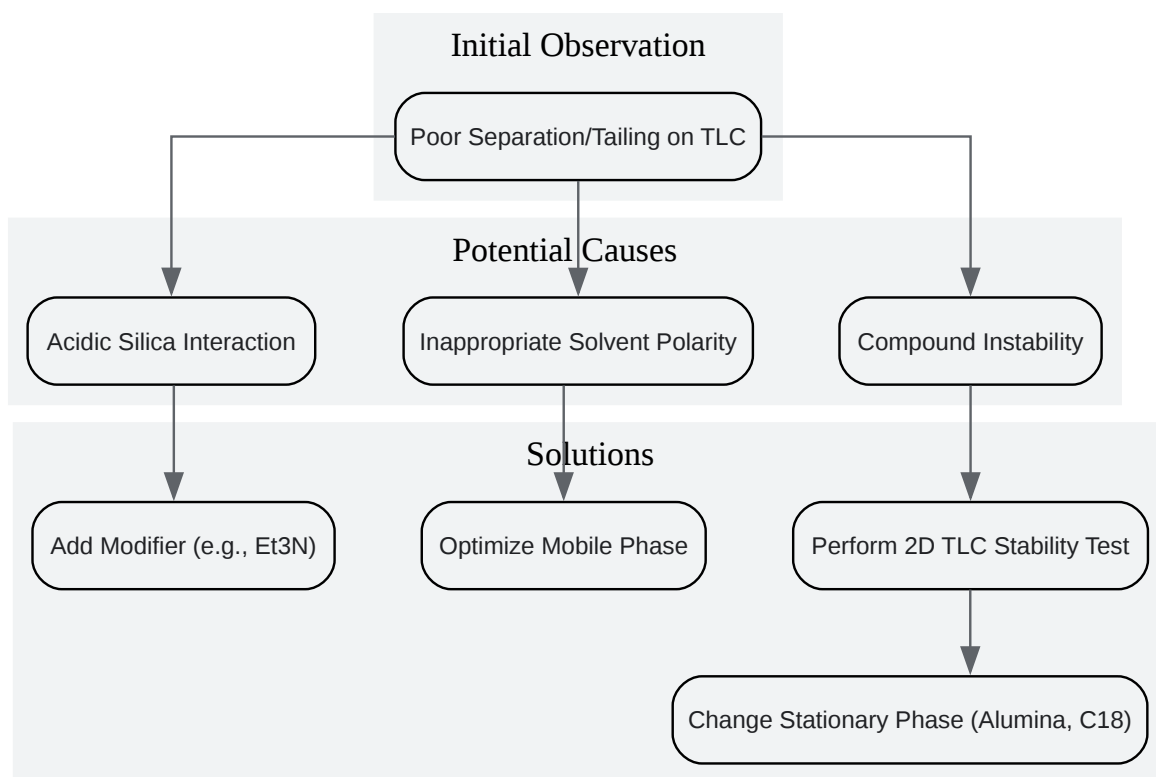 Initial Observation
Poor Separation/Tailing on TLC
Potential Causes
Acidic Silica Interaction
Inappropriate Solvent Polarity
Compound Instability
Solutions
Add Modifier (e.g., Et3N)
Optimize Mobile Phase
Perform 2D TLC Stability Test
Change Stationary Phase (Alumina, C18)